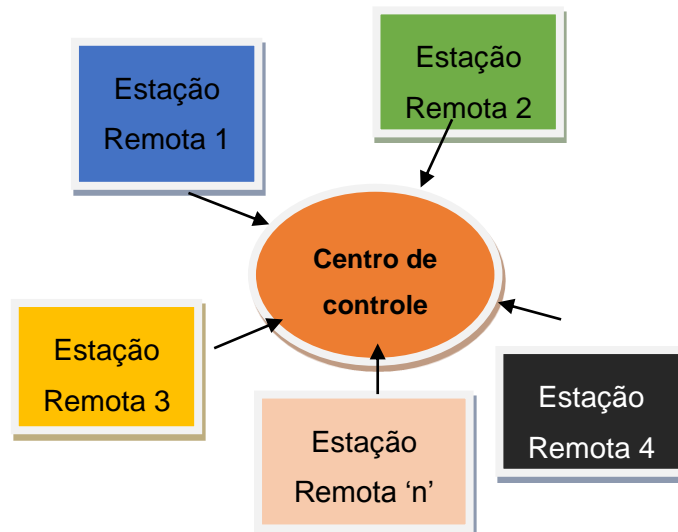 Estação
Remota 1
Estação
Remota 2
Centro de
controle
Estação
Remota 3
Estação
Remota 4
Estação
Remota ‘n’